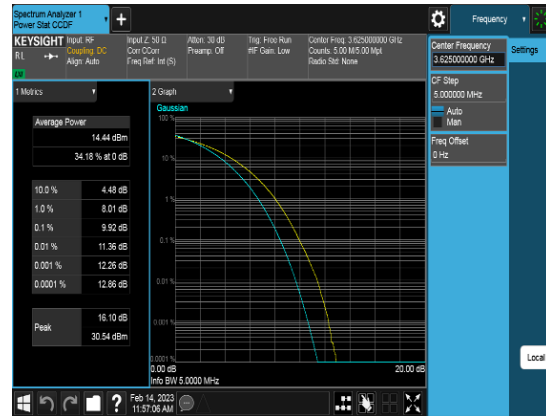 Spectrum Analyzer 1
Power Stat CCDF
Frequency
KEYSIGHT
Input: RF
Coupling: DC
Align: Auto
Input Z: 50 Ω
Corr CCorr
Freq Ref: Int (S)
Atten: 30 dB
Preamp: Off
Trig: Free Run
#IF Gain: Low
Center Freq: 3.625000000 GHz
Counts: 5.00 M/5.00 Mpt
Radio Std: None
RL
Center Frequency
3.625000000 GHz
Settings
CF Step
5.000000 MHz
Auto
Man
Freq Offset
0 Hz
1 Metrics
Average Power
14.44 dBm
34.18 % at 0 dB
10.0 % 4.48 dB
1.0 % 8.01 dB
0.1 % 9.92 dB
0.01 % 11.36 dB
0.001 % 12.26 dB
0.0001 % 12.86 dB
Peak
16.10 dB
30.54 dBm
2 Graph
Gaussian
100 %
10 %
1 %
0.1 %
0.01 %
0.001 %
0.0001 %
0.00 dB
20.00 dB
Info BW 5.0000 MHz
Local
Feb 14, 2023
11:57:06 AM